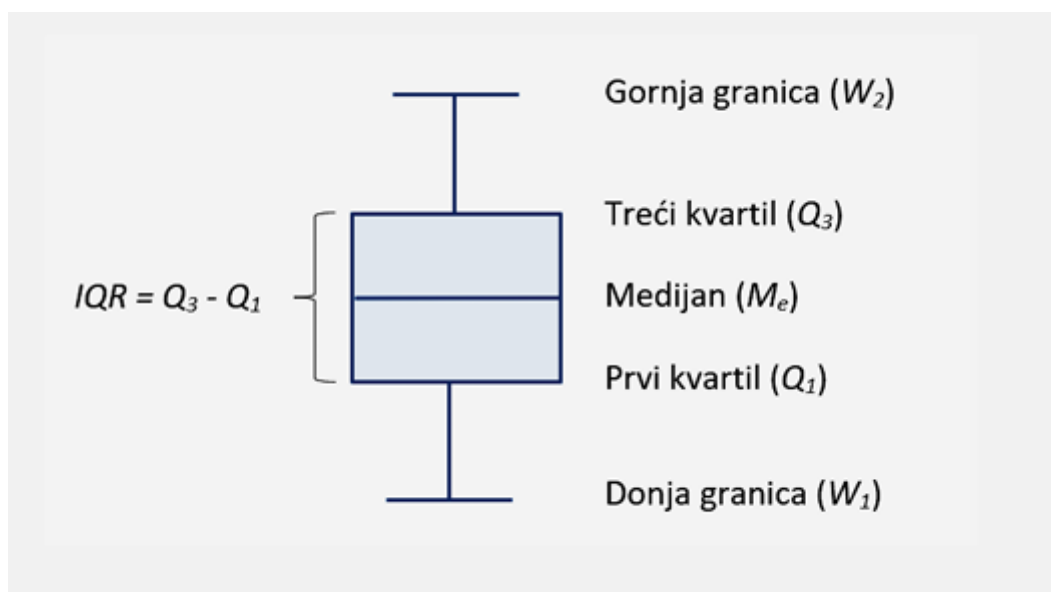 Gornja granica (W₂)
Treći kvartil (Q₃)
IQR = Q₃ - Q₁
Medijan (Mₑ)
Prvi kvartil (Q₁)
Donja granica (W₁)